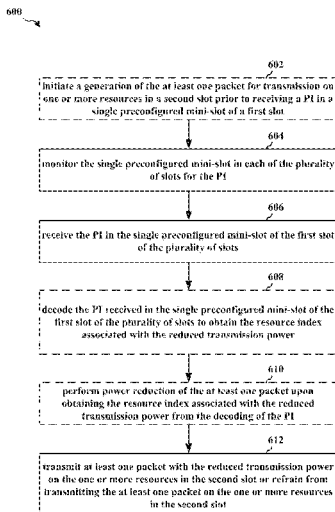 600
602
initiate a generation of the at least one packet for transmission on
one or more resources in a second slot prior to receiving a PI in a
single preconfigured mini-slot of a first slot
604
monitor the single preconfigured mini-slot in each of the plurality
of slots for the PI
606
receive the PI in the single preconfigured mini-slot of the first slot
of the plurality of slots
608
decode the PI received in the single preconfigured mini-slot of the
first slot of the plurality of slots to obtain the resource index
associated with the reduced transmission power
610
perform power reduction of the at least one packet upon
obtaining the resource index associated with the reduced
transmission power from the decoding of the PI
612
transmit at least one packet with the reduced transmission power
on the one or more resources in the second slot or refrain from
transmitting the at least one packet on the one or more resources
in the second slot